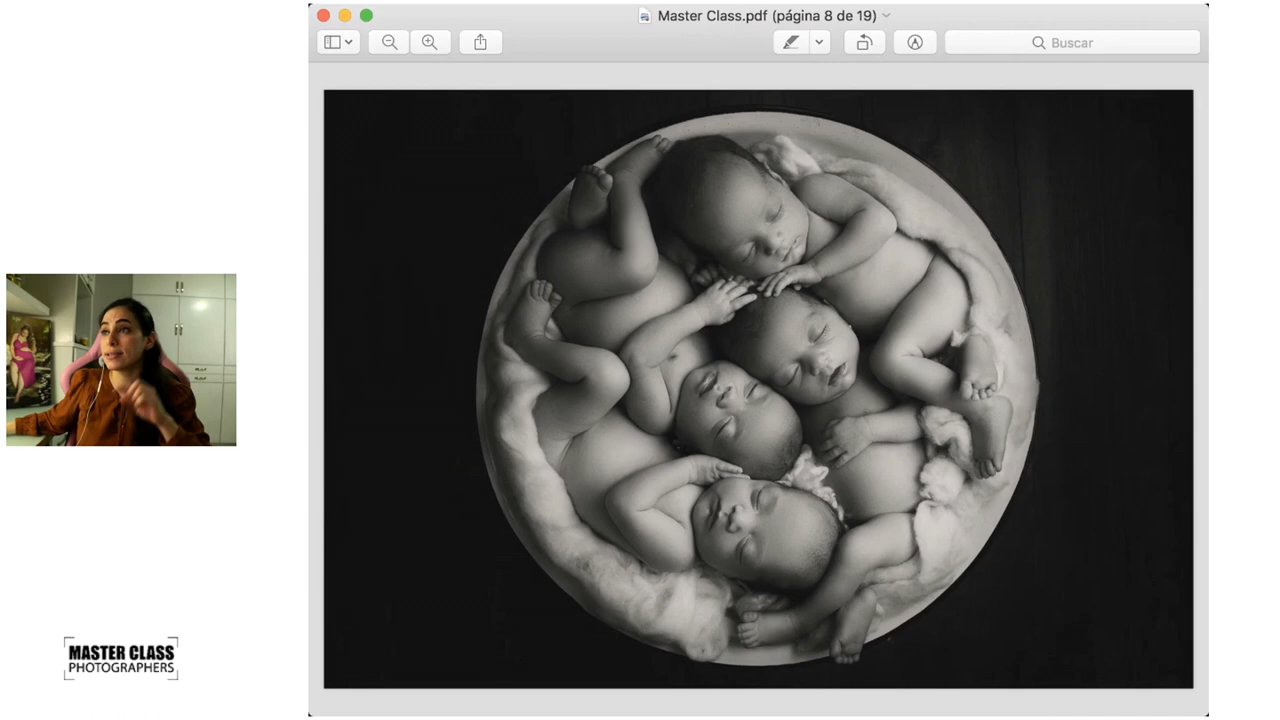 Master Class.pdf (página 8 de 19)
Buscar
MASTER CLASS
PHOTOGRAPHERS